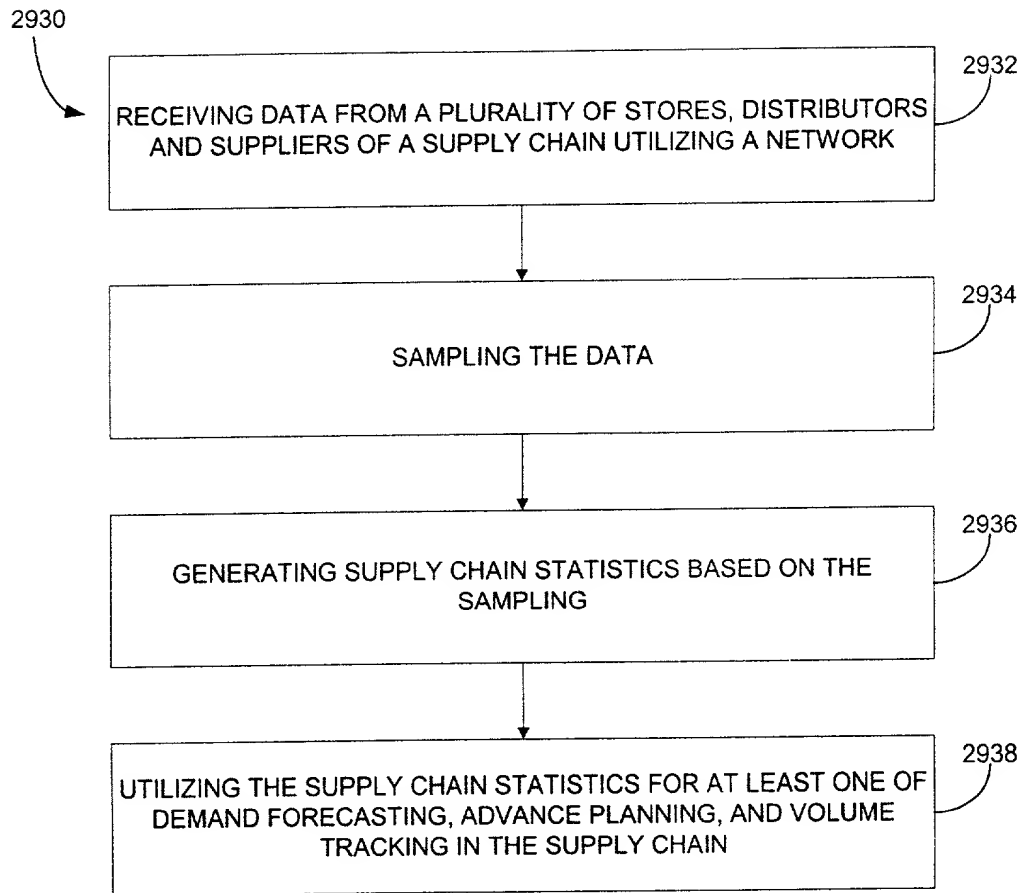 2930
2932
RECEIVING DATA FROM A PLURALITY OF STORES, DISTRIBUTORS
AND SUPPLIERS OF A SUPPLY CHAIN UTILIZING A NETWORK
2934
SAMPLING THE DATA
2936
GENERATING SUPPLY CHAIN STATISTICS BASED ON THE
SAMPLING
2938
UTILIZING THE SUPPLY CHAIN STATISTICS FOR AT LEAST ONE OF
DEMAND FORECASTING, ADVANCE PLANNING, AND VOLUME
TRACKING IN THE SUPPLY CHAIN